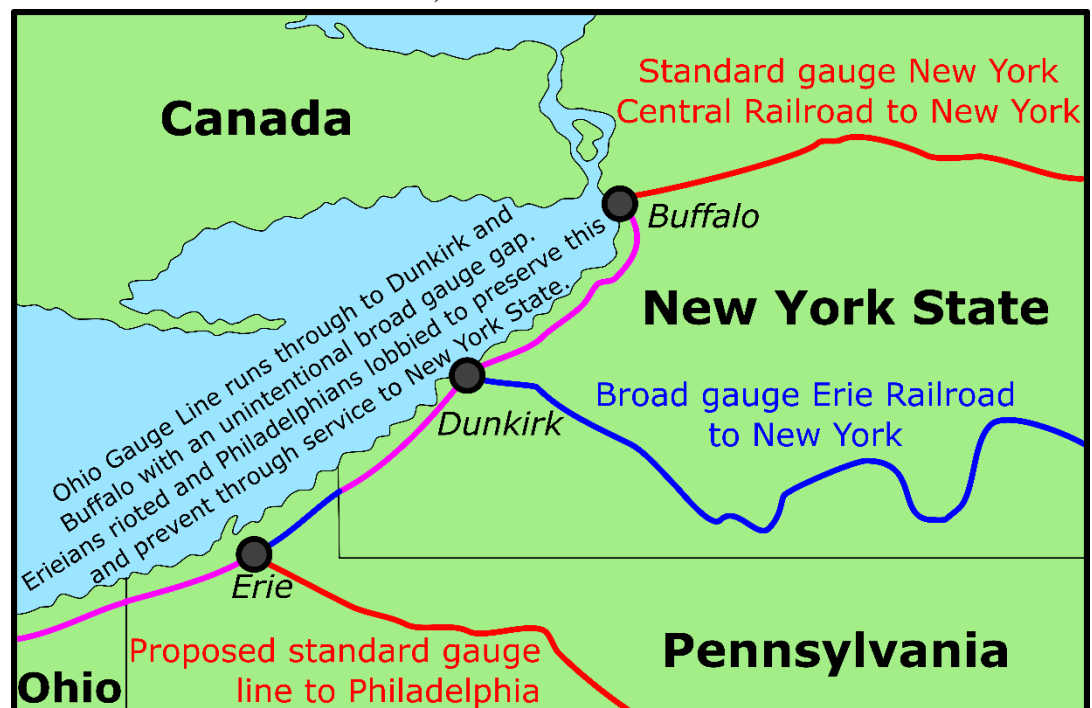 Standard gauge New York
Central Railroad to New York
Canada
Buffalo
Ohio Gauge Line runs through to Dunkirk and
Buffalo with an unintentional broad gauge gap.
Erieians rioted and Philadelphians lobbied to preserve this
and prevent through service to New York State.
New York State
Broad gauge Erie Railroad
to New York
Dunkirk
Erie
Proposed standard gauge
line to Philadelphia
Pennsylvania
Ohio